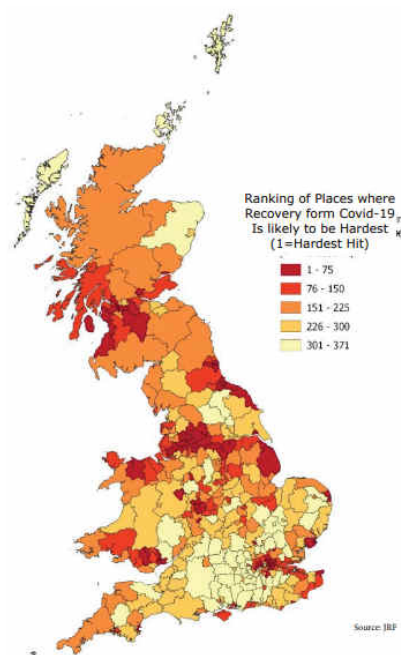 Ranking of Places where
Recovery form Covid-19
Is likely to be Hardest
(1=Hardest Hit)
1 - 75
76 - 150
151 - 225
226 - 300
301 - 371
Source: JRF